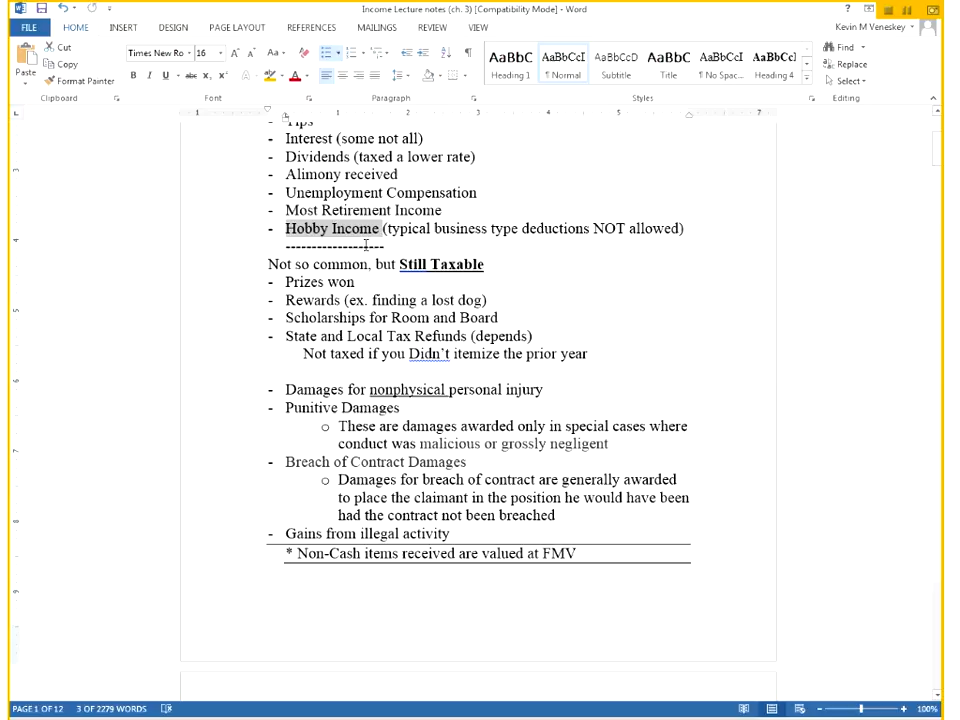 Income Lecture notes (ch. 3) [Compatibility Mode] - Word
?
FILE HOME INSERT DESIGN PAGE LAYOUT REFERENCES MAILINGS REVIEW VIEW Kevin M Veneskey
Paste
Cut
Copy
Format Painter
Times New Ro 16
AaBbC AaBbCcI AaBbCcD AaBbC AaBbCcI AaBbCcI
Heading 1 ¶ Normal Subtitle Title ¶ No Spac... Heading 4
Find
Replace
Select
Clipboard Font Paragraph Styles Editing
- Tips
- Interest (some not all)
- Dividends (taxed a lower rate)
- Alimony received
- Unemployment Compensation
- Most Retirement Income
- Hobby Income (typical business type deductions NOT allowed)
-------------------
Not so common, but Still Taxable
- Prizes won
- Rewards (ex. finding a lost dog)
- Scholarships for Room and Board
- State and Local Tax Refunds (depends)
Not taxed if you Didn't itemize the prior year
- Damages for nonphysical personal injury
- Punitive Damages
o These are damages awarded only in special cases where
conduct was malicious or grossly negligent
- Breach of Contract Damages
o Damages for breach of contract are generally awarded
to place the claimant in the position he would have been
had the contract not been breached
- Gains from illegal activity
* Non-Cash items received are valued at FMV
PAGE 1 OF 12 3 OF 2279 WORDS 100%